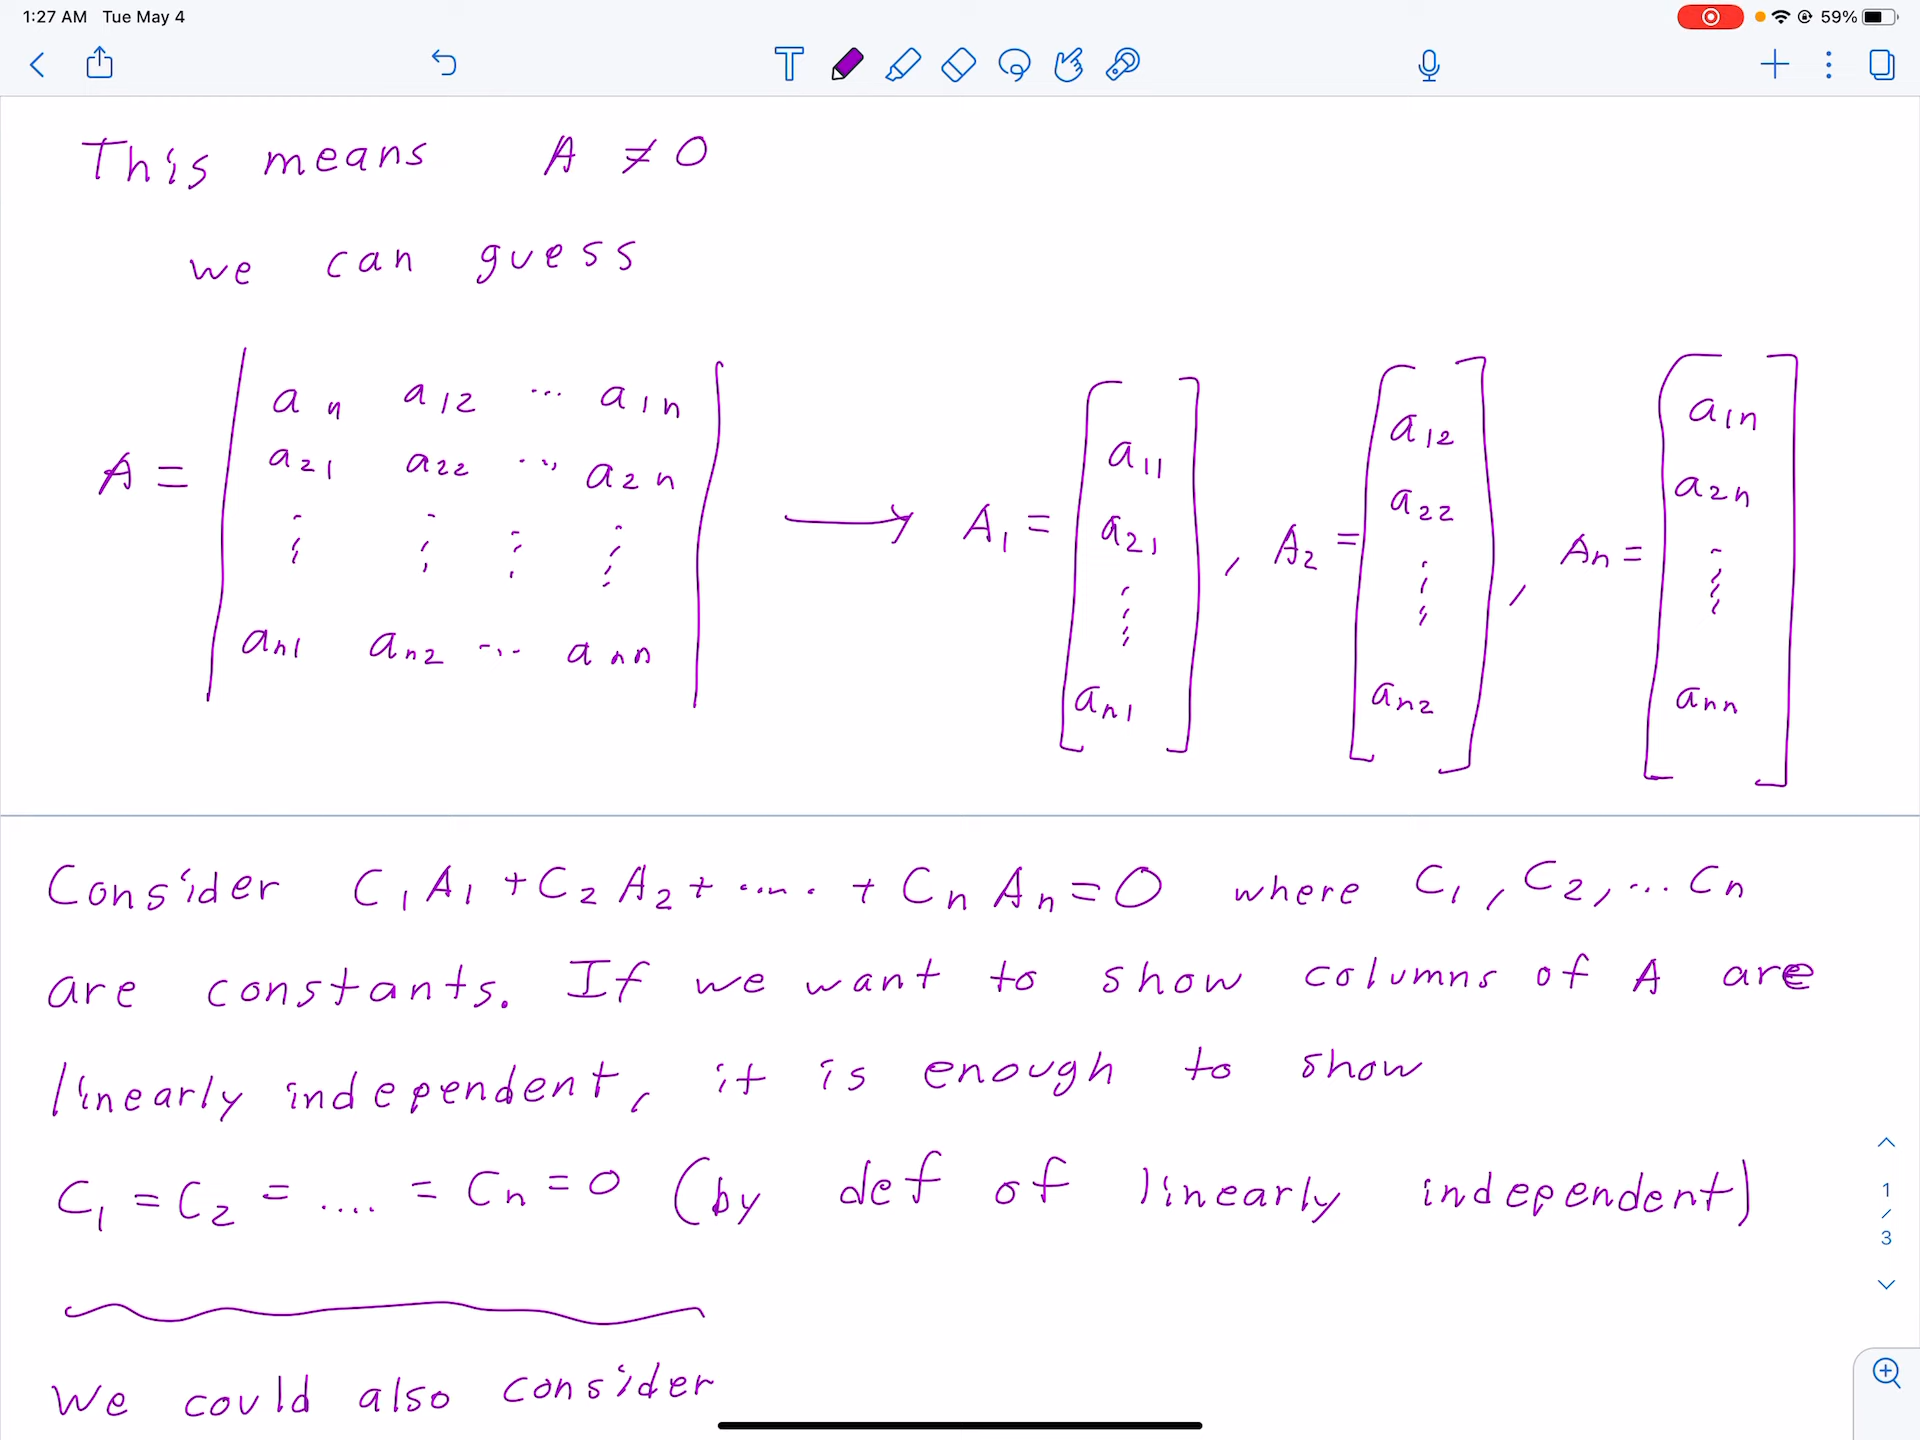 1:27 AM Tue May 4
59%
T
This means A ≠ 0
we can guess
A = | a11 a12 ... a1n |
| a21 a22 ... a2n |
| ⋮ ⋮ ⋮ ⋮ |
| an1 an2 ... ann |
→ A1 = [ a11 a21 ⋮ an1 ] , A2 = [ a12 a22 ⋮ an2 ] , An = [ a1n a2n ⋮ ann ]
Consider C1A1 + C2A2 + .... + CnAn = 0 where C1, C2, ... Cn
are constants. If we want to show columns of A are
linearly independent, it is enough to show
C1 = C2 = .... = Cn = 0 (by def of linearly independent)
We could also consider
1
/
3